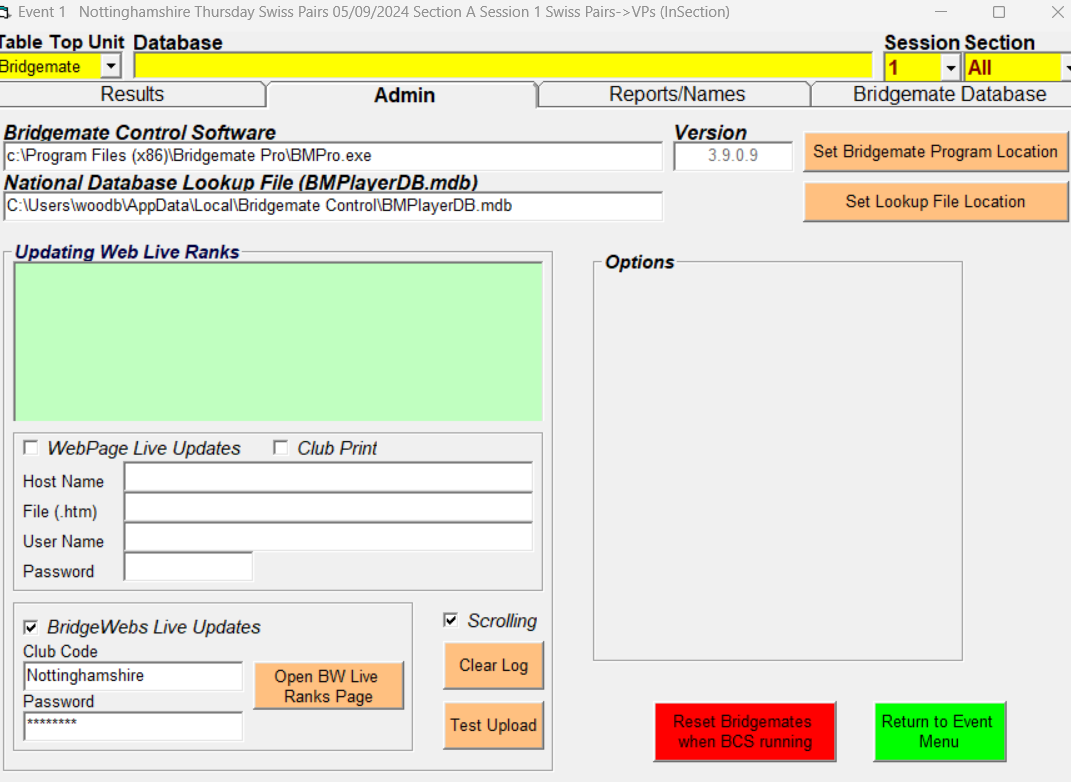 Event 1 Nottinghamshire Thursday Swiss Pairs 05/09/2024 Section A Session 1 Swiss Pairs->VPs (InSection)
Table Top Unit Database Session Section
Bridgemate 1 All
Results Admin Reports/Names Bridgemate Database
Bridgemate Control Software Version
c:\Program Files (x86)\Bridgemate Pro\BMPro.exe 3.9.0.9 Set Bridgemate Program Location
National Database Lookup File (BMPlayerDB.mdb)
C:\Users\woodb\AppData\Local\Bridgemate Control\BMPlayerDB.mdb Set Lookup File Location
Updating Web Live Ranks
Options
WebPage Live Updates Club Print
Host Name
File (.htm)
User Name
Password
BridgeWebs Live Updates
Club Code
Nottinghamshire
Password
********
Open BW Live
Ranks Page
Scrolling
Clear Log
Test Upload
Reset Bridgemates
when BCS running
Return to Event
Menu